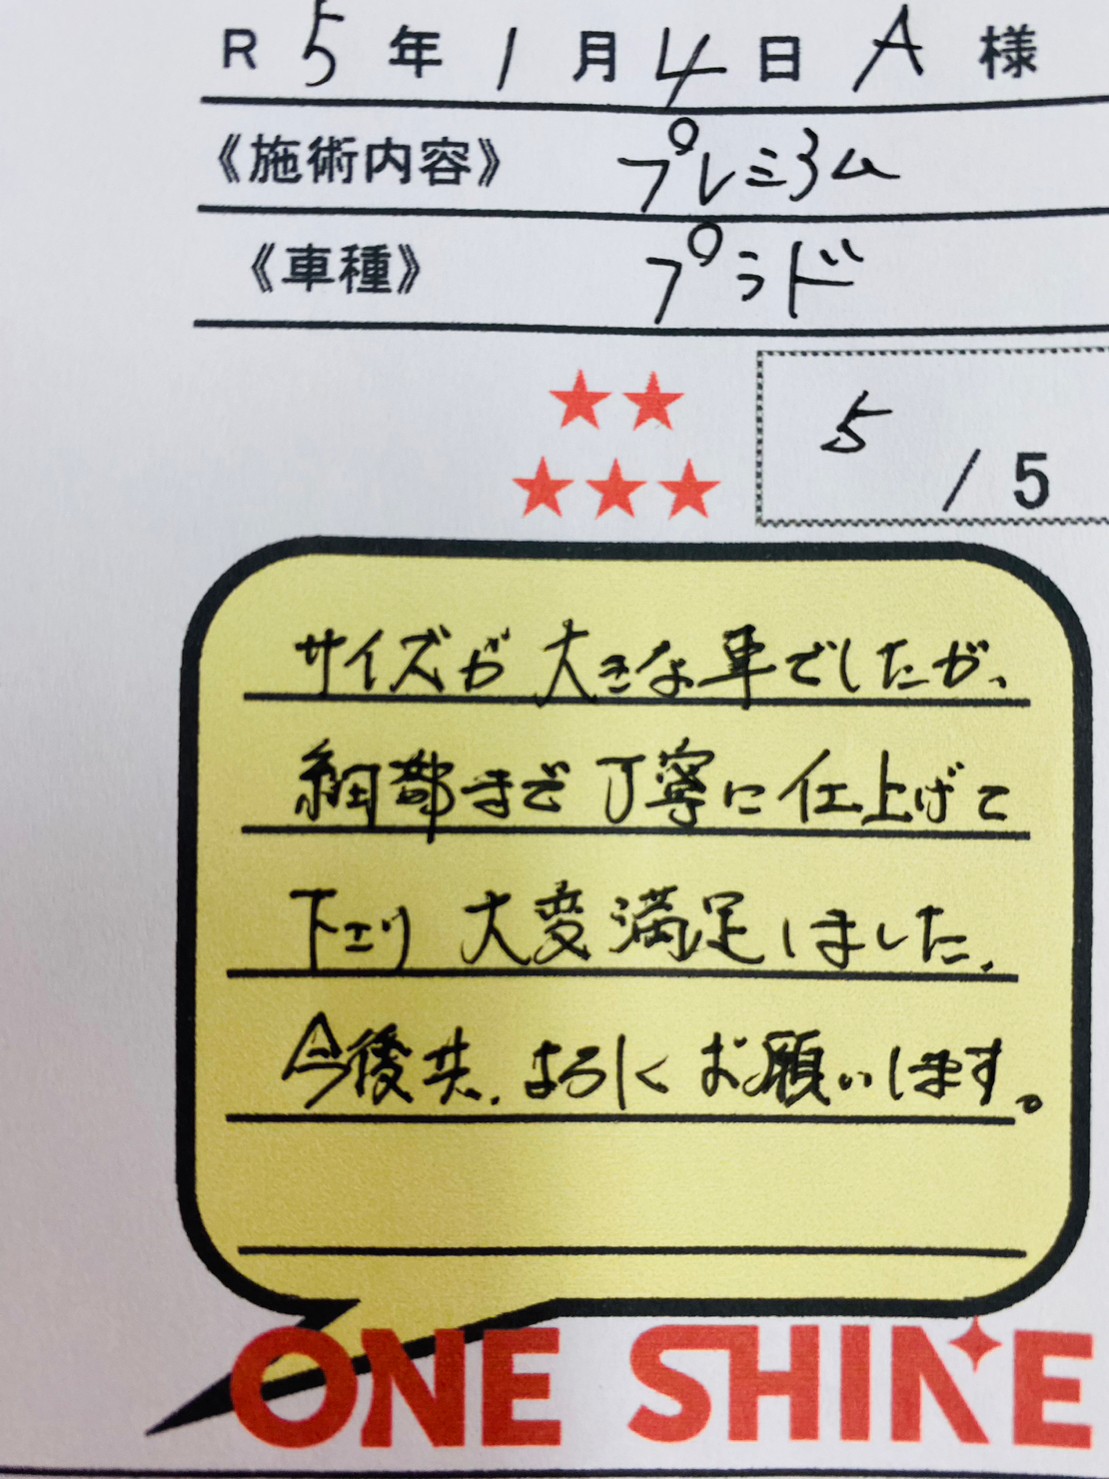 R 5年 1月 4日 A様
《施術内容》 プレミアム
《車種》 プラド
★★
★★★
5 / 5
サイズが大きな車でしたが、
細部まで丁寧に仕上げて
下さり 大変満足しました.
今後共、よろしくお願いします。
ONE SHINE